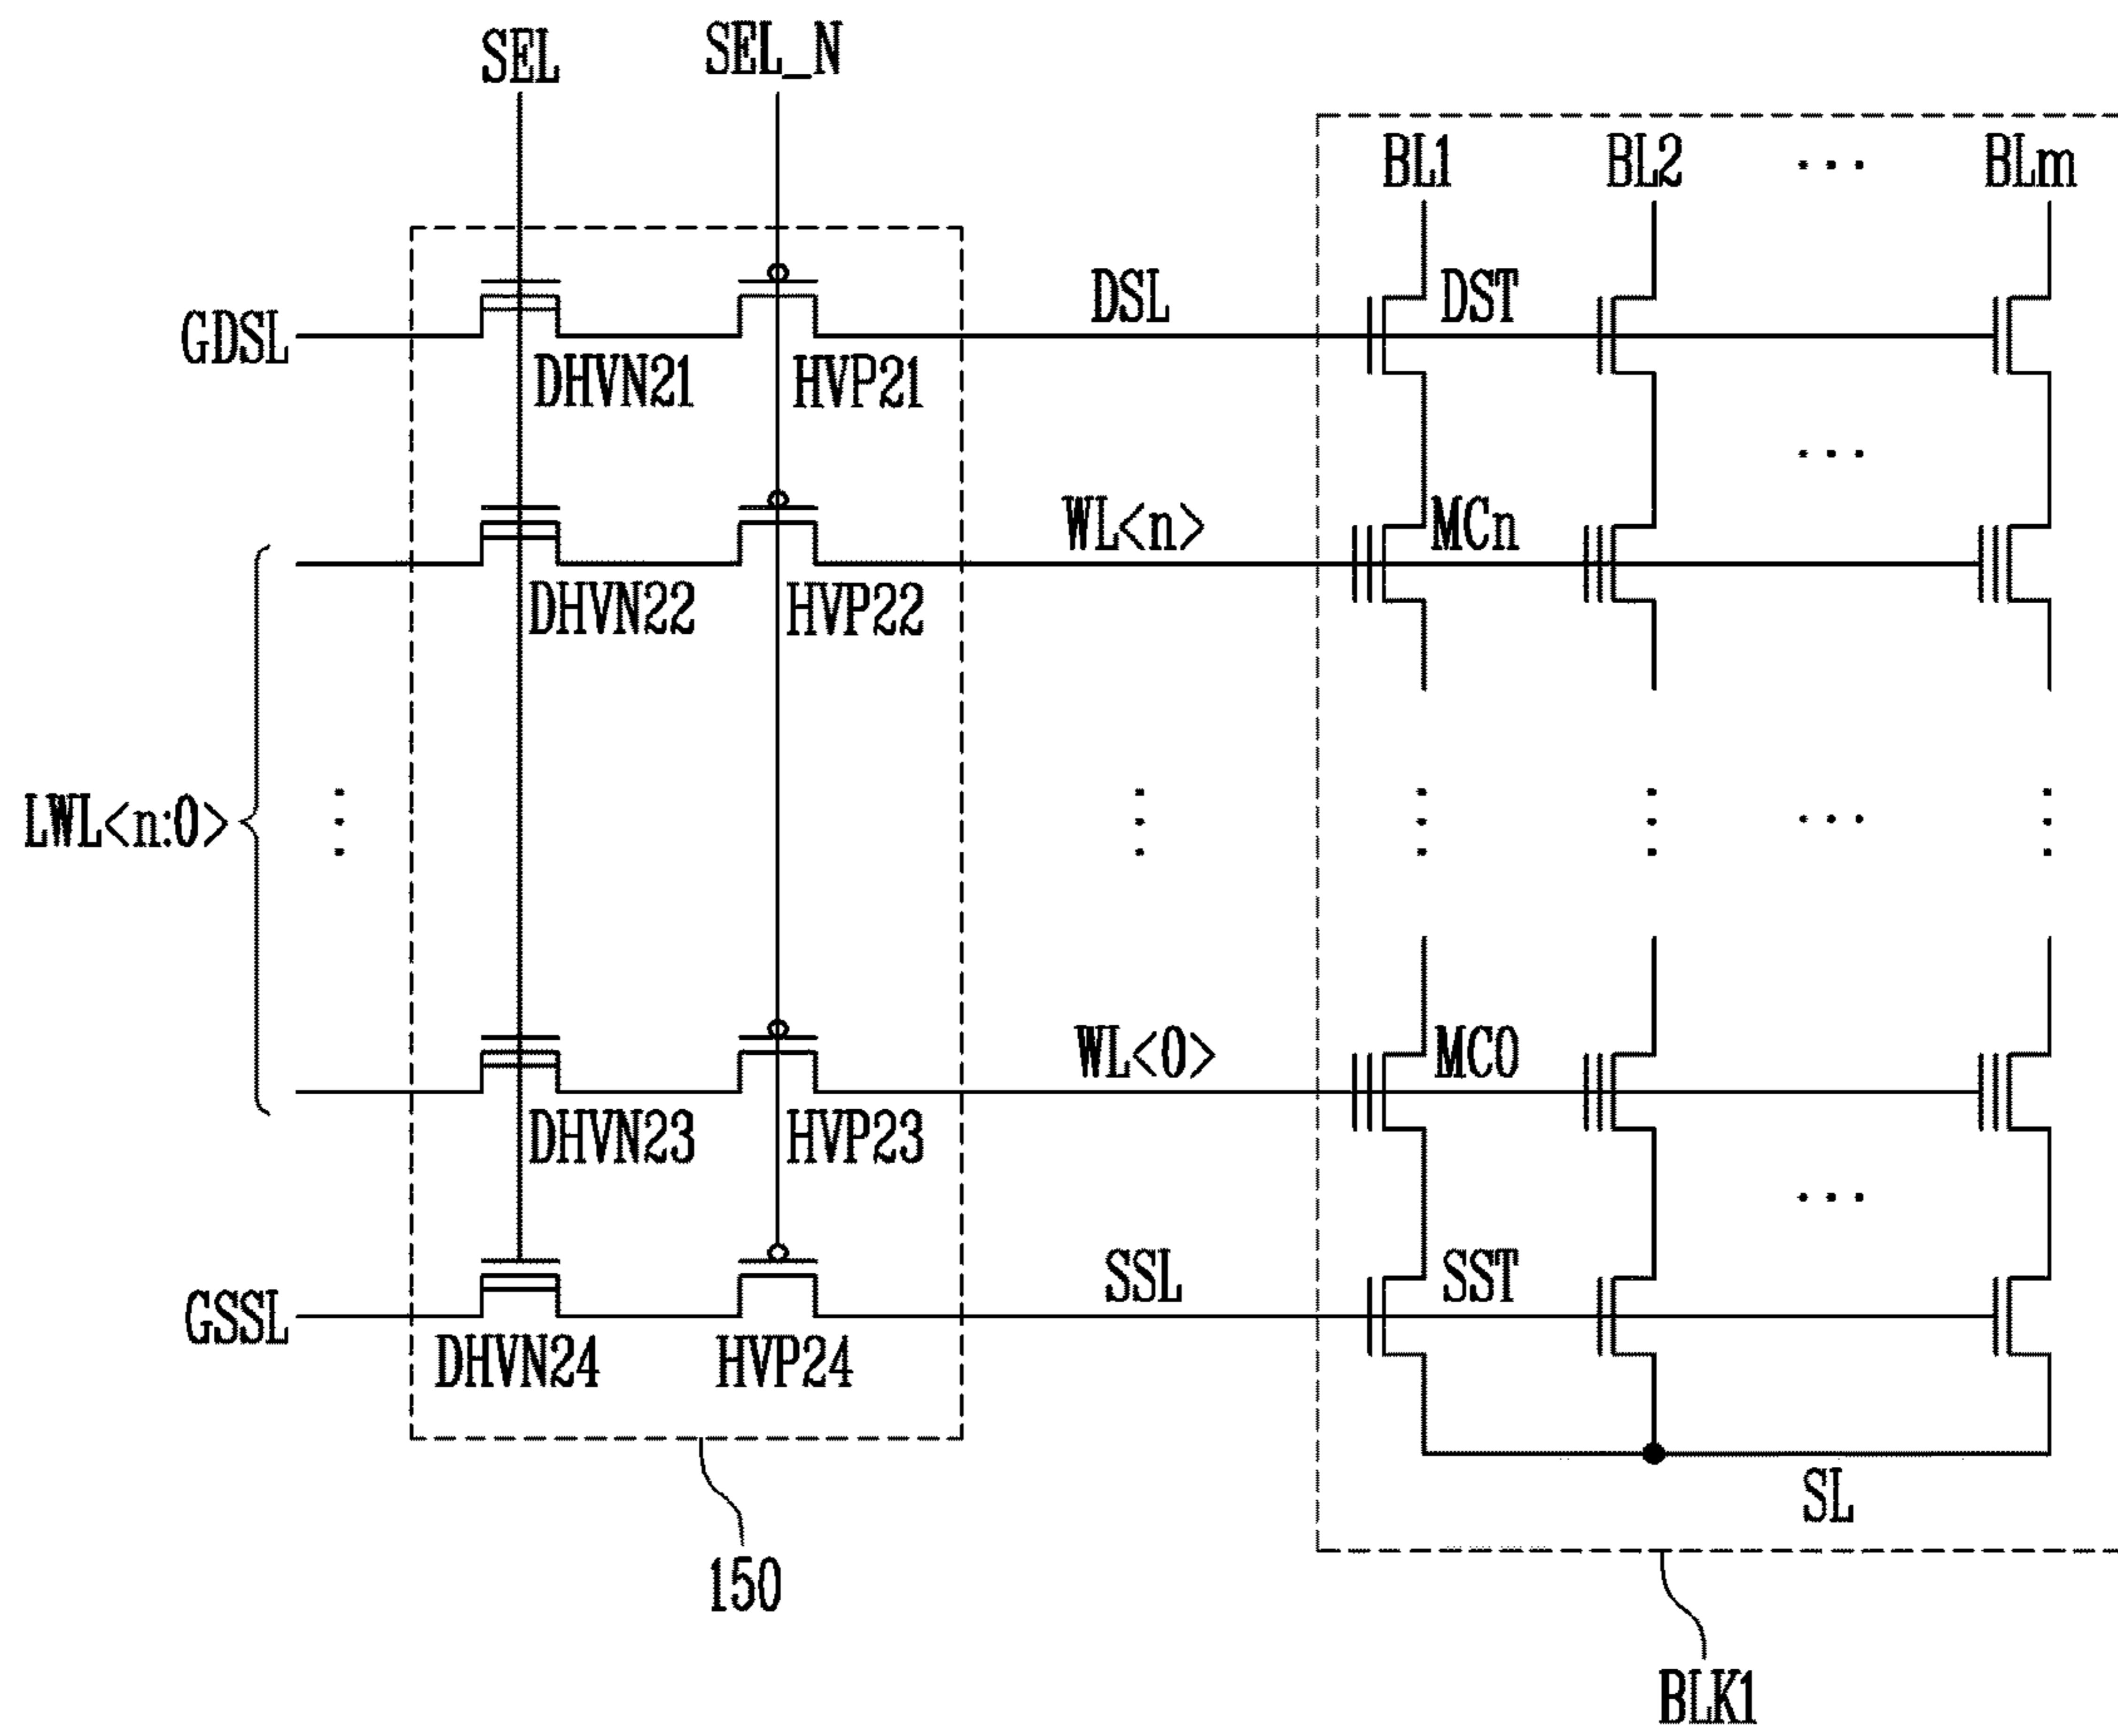 SEL
SEL_N
BL1
BL2
...
BLm
GDSL
DHVN21
HVP21
DSL
DST
...
DHVN22
HVP22
WL<n>
MCn
LWL<n:0>
...
DHVN23
HVP23
WL<0>
MC0
...
GSSL
DHVN24
HVP24
SSL
SST
SL
150
BLK1